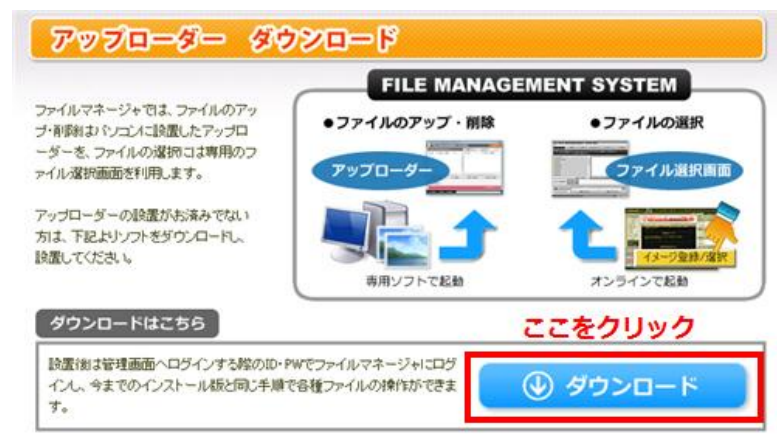 アップローダー ダウンロード
FILE MANAGEMENT SYSTEM
ファイルマネージャでは、ファイルのアッ
プ・削除はパソコンに設置したアップロ
ーダーを、ファイルの選択には専用のフ
ァイル選択画面を利用します。
アップローダーの設置がお済みでない
方は、下記よりソフトをダウンロードし、
設置してください。
●ファイルのアップ・削除
●ファイルの選択
アップローダー
ファイル選択画面
イメージ登録/選択
専用ソフトで起動
オンラインで起動
ダウンロードはこちら
ここをクリック
設置後は管理画面へログインする際のID・PWでファイルマネージャにログ
インし、今までのインストール版と同じ手順で各種ファイルの操作ができま
す。
ダウンロード